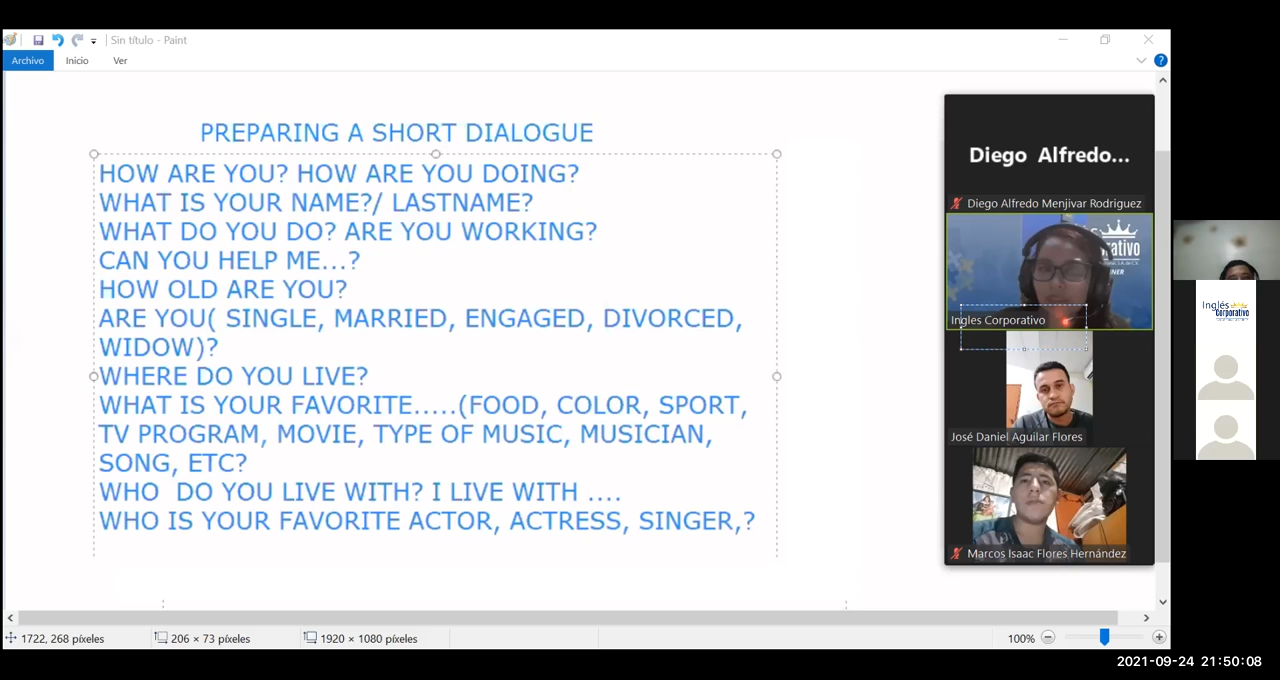 Sin título - Paint
Archivo
Inicio
Ver
PREPARING A SHORT DIALOGUE
HOW ARE YOU? HOW ARE YOU DOING?
WHAT IS YOUR NAME?/ LASTNAME?
WHAT DO YOU DO? ARE YOU WORKING?
CAN YOU HELP ME...?
HOW OLD ARE YOU?
ARE YOU( SINGLE, MARRIED, ENGAGED, DIVORCED,
WIDOW)?
WHERE DO YOU LIVE?
WHAT IS YOUR FAVORITE.....(FOOD, COLOR, SPORT,
TV PROGRAM, MOVIE, TYPE OF MUSIC, MUSICIAN,
SONG, ETC?
WHO  DO YOU LIVE WITH? I LIVE WITH ....
WHO IS YOUR FAVORITE ACTOR, ACTRESS, SINGER,?
Diego Alfredo...
Diego Alfredo Menjivar Rodriguez
Ingles Corporativo
José Daniel Aguilar Flores
Marcos Isaac Flores Hernández
Inglés
Corporativo
1722, 268 píxeles
206 × 73 píxeles
1920 × 1080 píxeles
100%
2021-09-24 21:50:08